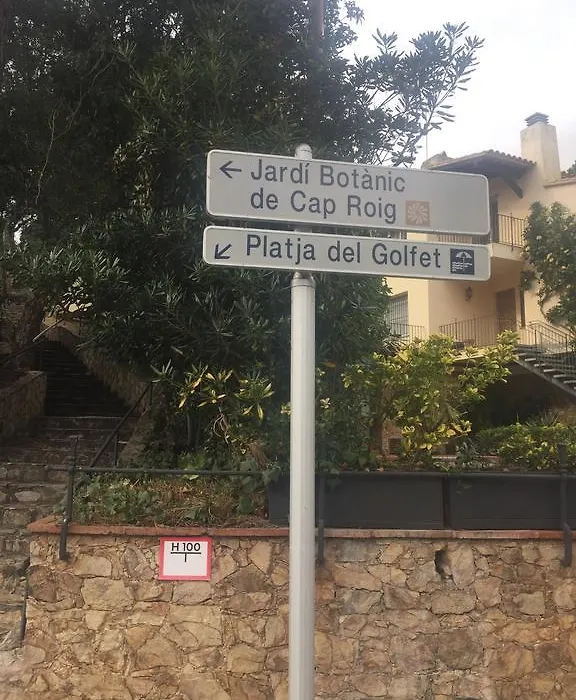 ← Jardí Botànic
de Cap Roig
↙ Platja del Golfet
H 100